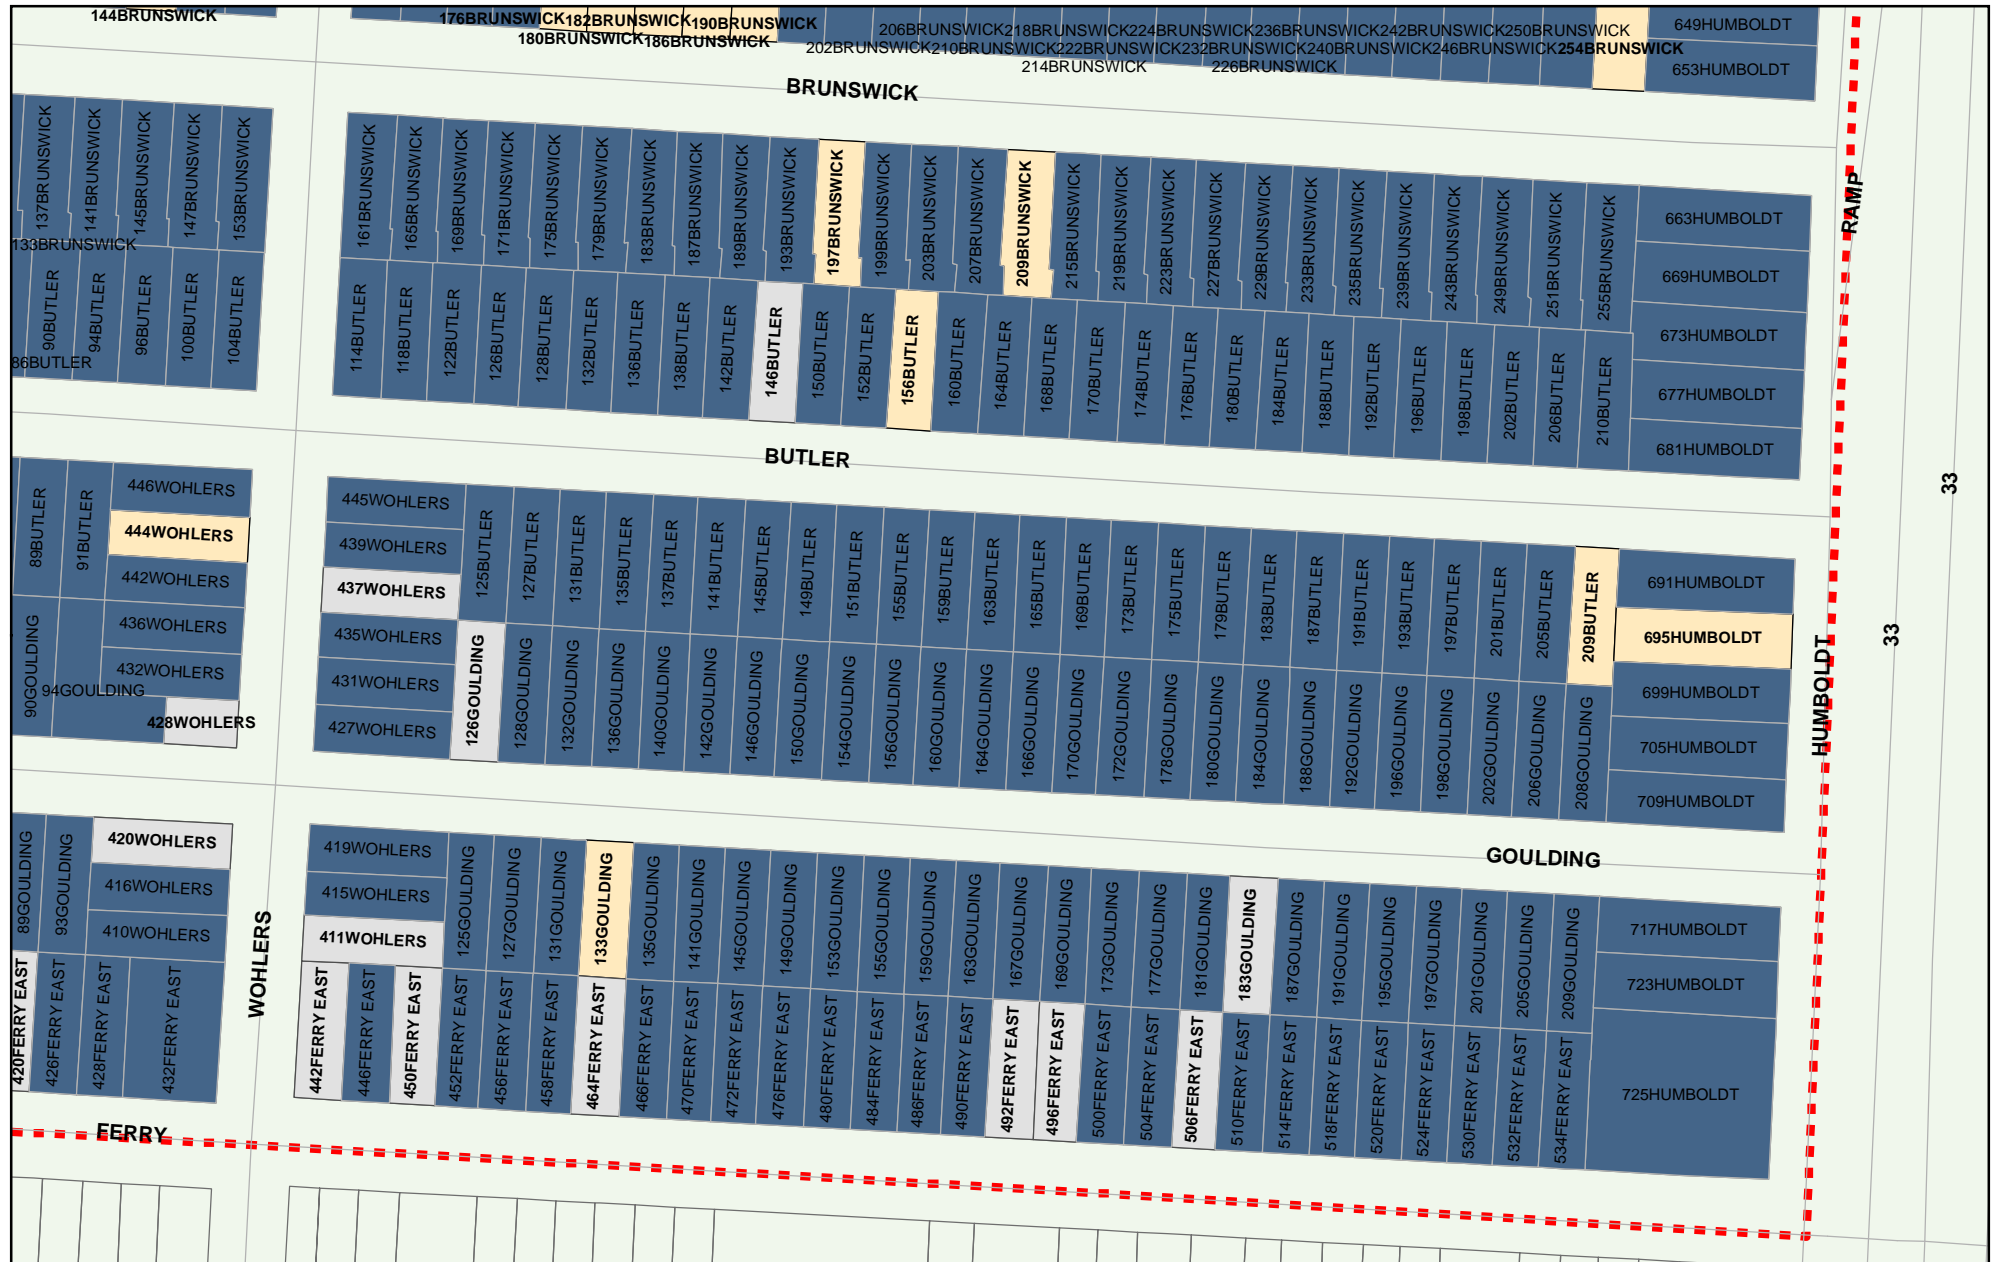 144BRUNSWICK
176BRUNSWICK
182BRUNSWICK
190BRUNSWICK
180BRUNSWICK
186BRUNSWICK
206BRUNSWICK
218BRUNSWICK
224BRUNSWICK
236BRUNSWICK
242BRUNSWICK
250BRUNSWICK
202BRUNSWICK
210BRUNSWICK
222BRUNSWICK
232BRUNSWICK
240BRUNSWICK
246BRUNSWICK
254BRUNSWICK
214BRUNSWICK
226BRUNSWICK
649HUMBOLDT
653HUMBOLDT
BRUNSWICK
RAMP
137BRUNSWICK
141BRUNSWICK
145BRUNSWICK
147BRUNSWICK
153BRUNSWICK
133BRUNSWICK
161BRUNSWICK
165BRUNSWICK
169BRUNSWICK
171BRUNSWICK
175BRUNSWICK
179BRUNSWICK
183BRUNSWICK
187BRUNSWICK
189BRUNSWICK
193BRUNSWICK
197BRUNSWICK
199BRUNSWICK
203BRUNSWICK
207BRUNSWICK
209BRUNSWICK
215BRUNSWICK
219BRUNSWICK
223BRUNSWICK
227BRUNSWICK
229BRUNSWICK
233BRUNSWICK
235BRUNSWICK
239BRUNSWICK
243BRUNSWICK
249BRUNSWICK
251BRUNSWICK
255BRUNSWICK
663HUMBOLDT
669HUMBOLDT
673HUMBOLDT
677HUMBOLDT
681HUMBOLDT
90BUTLER
94BUTLER
96BUTLER
100BUTLER
104BUTLER
86BUTLER
114BUTLER
118BUTLER
122BUTLER
126BUTLER
128BUTLER
132BUTLER
136BUTLER
138BUTLER
142BUTLER
146BUTLER
150BUTLER
152BUTLER
156BUTLER
160BUTLER
164BUTLER
168BUTLER
170BUTLER
174BUTLER
176BUTLER
180BUTLER
184BUTLER
188BUTLER
192BUTLER
196BUTLER
198BUTLER
202BUTLER
206BUTLER
210BUTLER
BUTLER
33
33
HUMBOLDT
89BUTLER
91BUTLER
446WOHLERS
444WOHLERS
442WOHLERS
436WOHLERS
432WOHLERS
428WOHLERS
90GOULDING
94GOULDING
445WOHLERS
439WOHLERS
437WOHLERS
435WOHLERS
431WOHLERS
427WOHLERS
125BUTLER
127BUTLER
131BUTLER
135BUTLER
137BUTLER
141BUTLER
145BUTLER
149BUTLER
151BUTLER
155BUTLER
159BUTLER
163BUTLER
165BUTLER
169BUTLER
173BUTLER
175BUTLER
179BUTLER
183BUTLER
187BUTLER
191BUTLER
193BUTLER
197BUTLER
201BUTLER
205BUTLER
209BUTLER
691HUMBOLDT
695HUMBOLDT
699HUMBOLDT
705HUMBOLDT
709HUMBOLDT
126GOULDING
128GOULDING
132GOULDING
136GOULDING
140GOULDING
142GOULDING
146GOULDING
150GOULDING
154GOULDING
156GOULDING
160GOULDING
164GOULDING
166GOULDING
170GOULDING
172GOULDING
178GOULDING
180GOULDING
184GOULDING
188GOULDING
192GOULDING
196GOULDING
198GOULDING
202GOULDING
206GOULDING
208GOULDING
GOULDING
WOHLERS
89GOULDING
93GOULDING
420WOHLERS
416WOHLERS
410WOHLERS
420FERRY EAST
426FERRY EAST
428FERRY EAST
432FERRY EAST
419WOHLERS
415WOHLERS
411WOHLERS
125GOULDING
127GOULDING
131GOULDING
133GOULDING
135GOULDING
141GOULDING
145GOULDING
149GOULDING
153GOULDING
155GOULDING
159GOULDING
163GOULDING
167GOULDING
169GOULDING
173GOULDING
177GOULDING
181GOULDING
183GOULDING
187GOULDING
191GOULDING
195GOULDING
197GOULDING
201GOULDING
205GOULDING
209GOULDING
717HUMBOLDT
723HUMBOLDT
725HUMBOLDT
442FERRY EAST
446FERRY EAST
450FERRY EAST
452FERRY EAST
456FERRY EAST
458FERRY EAST
464FERRY EAST
466FERRY EAST
470FERRY EAST
472FERRY EAST
476FERRY EAST
480FERRY EAST
484FERRY EAST
486FERRY EAST
490FERRY EAST
492FERRY EAST
496FERRY EAST
500FERRY EAST
504FERRY EAST
506FERRY EAST
510FERRY EAST
514FERRY EAST
518FERRY EAST
520FERRY EAST
524FERRY EAST
530FERRY EAST
532FERRY EAST
534FERRY EAST
FERRY